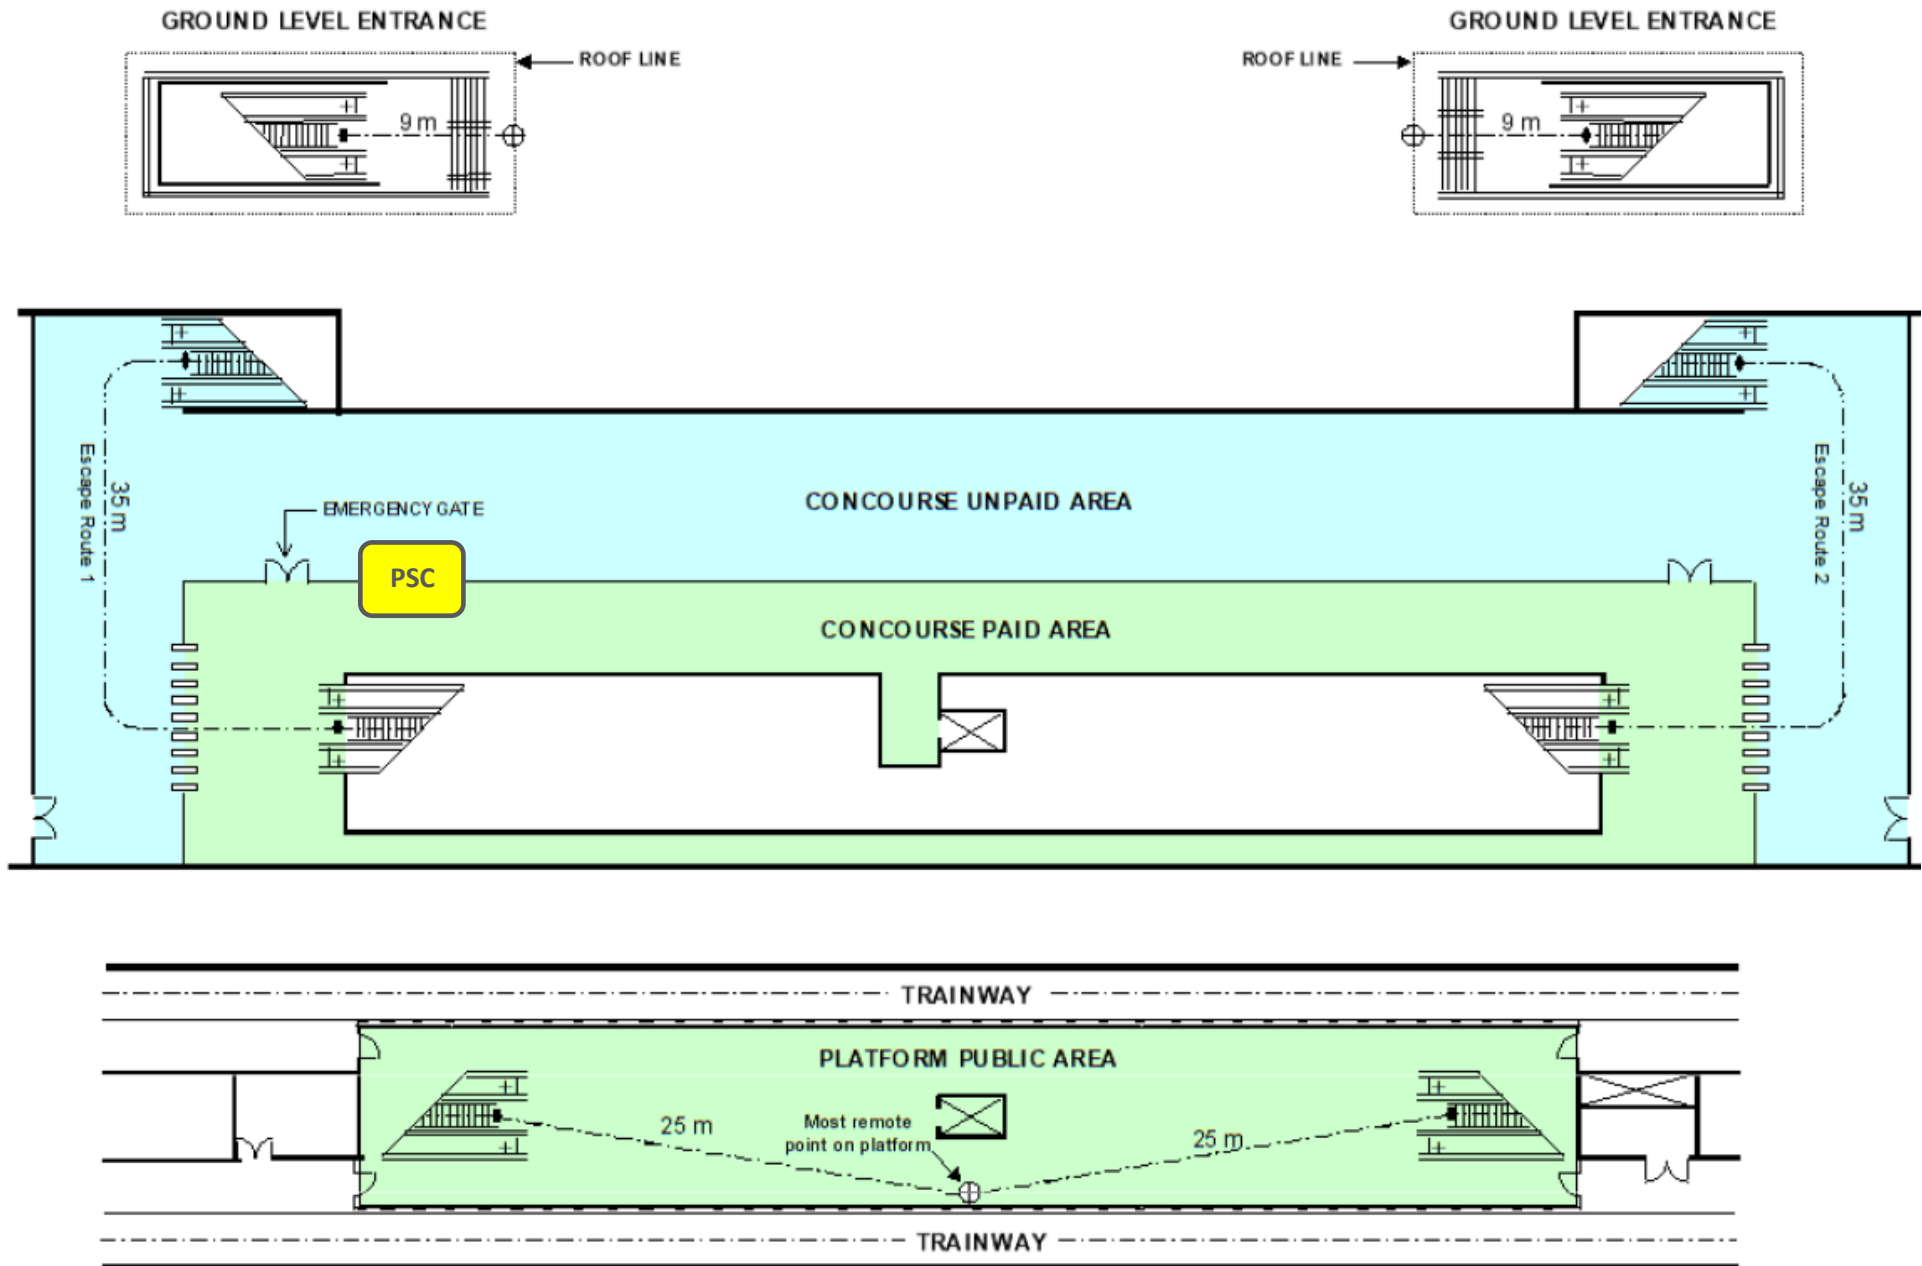 GROUND LEVEL ENTRANCE
GROUND LEVEL ENTRANCE
ROOF LINE
ROOF LINE
9 m
9 m
Escape Route 1
35 m
EMERGENCY GATE
CONCOURSE UNPAID AREA
35 m
Escape Route 2
PSC
CONCOURSE PAID AREA
TRAINWAY
PLATFORM PUBLIC AREA
25 m
Most remote
point on platform
25 m
TRAINWAY